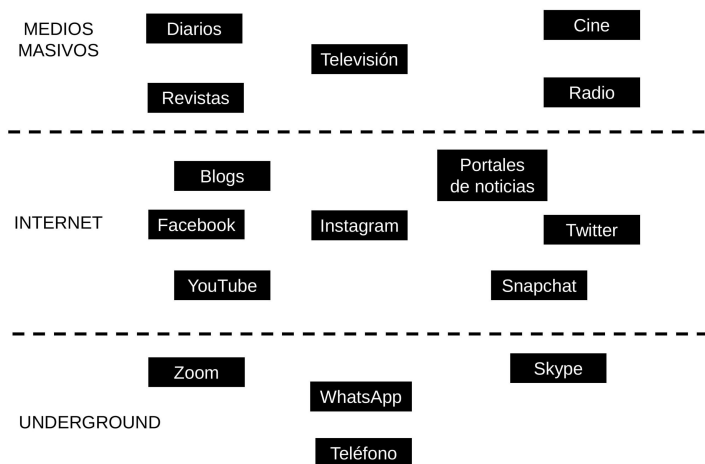 MEDIOS
MASIVOS
Diarios
Televisión
Cine
Revistas
Radio
INTERNET
Blogs
Portales
de noticias
Facebook
Instagram
Twitter
YouTube
Snapchat
UNDERGROUND
Zoom
Skype
WhatsApp
Teléfono